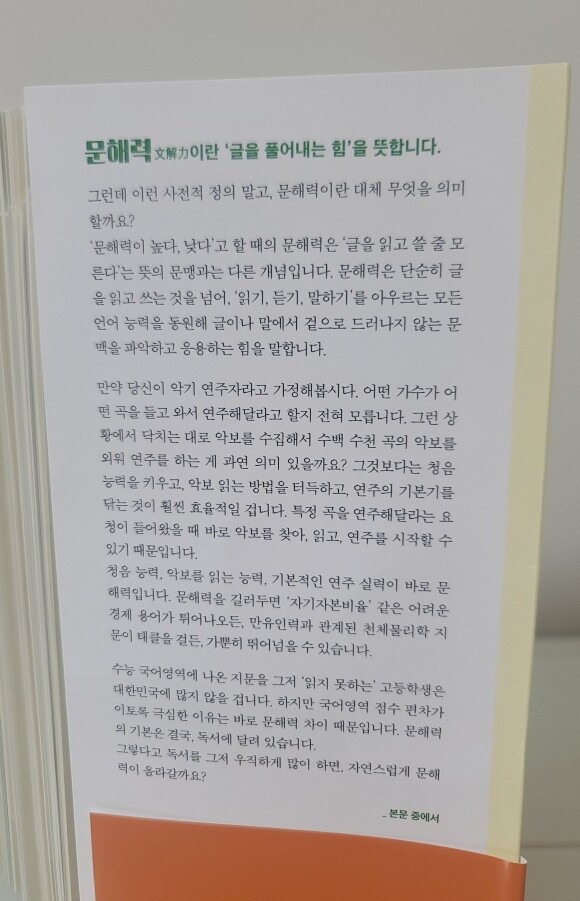 문해력文解力이란 '글을 풀어내는 힘'을 뜻합니다.
그런데 이런 사전적 정의 말고, 문해력이란 대체 무엇을 의미
할까요?
'문해력이 높다, 낮다'고 할 때의 문해력은 '글을 읽고 쓸 줄 모
른다'는 뜻의 문맹과는 다른 개념입니다. 문해력은 단순히 글
을 읽고 쓰는 것을 넘어, '읽기, 듣기, 말하기'를 아우르는 모든
언어 능력을 동원해 글이나 말에서 겉으로 드러나지 않는 문
맥을 파악하고 응용하는 힘을 말합니다.
만약 당신이 악기 연주자라고 가정해봅시다. 어떤 가수가 어
떤 곡을 들고 와서 연주해달라고 할지 전혀 모릅니다. 그런 상
황에서 닥치는 대로 악보를 수집해서 수백 수천 곡의 악보를
외워 연주를 하는 게 과연 의미 있을까요? 그것보다는 청음
능력을 키우고, 악보 읽는 방법을 터득하고, 연주의 기본기를
닦는 것이 훨씬 효율적일 겁니다. 특정 곡을 연주해달라는 요
청이 들어왔을 때 바로 악보를 찾아, 읽고, 연주를 시작할 수
있기 때문입니다.
청음 능력, 악보를 읽는 능력, 기본적인 연주 실력이 바로 문
해력입니다. 문해력을 길러두면 '자기자본비율' 같은 어려운
경제 용어가 튀어나오든, 만유인력과 관계된 천체물리학 지
문이 태클을 걸든, 가뿐히 뛰어넘을 수 있습니다.
수능 국어영역에 나온 지문을 그저 '읽지 못하는' 고등학생은
대한민국에 많지 않을 겁니다. 하지만 국어영역 점수 편차가
이토록 극심한 이유는 바로 문해력 차이 때문입니다. 문해력
의 기본은 결국, 독서에 달려 있습니다.
그렇다고 독서를 그저 우직하게 많이 하면, 자연스럽게 문해
력이 올라갈까요?
_ 본문 중에서